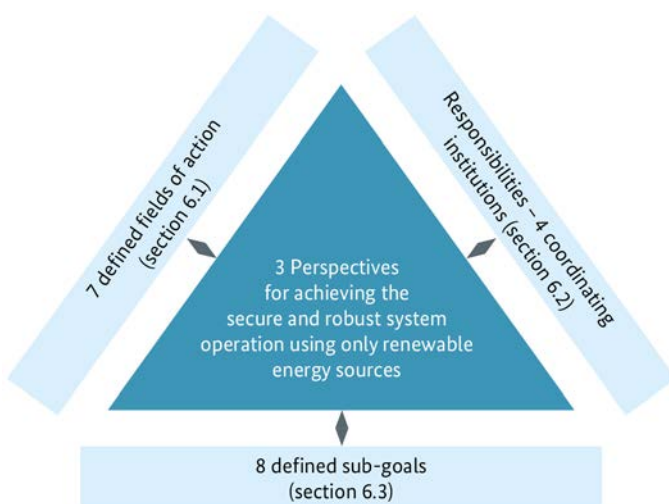 7 defined fields of action
(section 6.1)
Responsibilities – 4 coordinating
institutions (section 6.2)
3 Perspectives
for achieving the
secure and robust system
operation using only renewable
energy sources
8 defined sub-goals
(section 6.3)